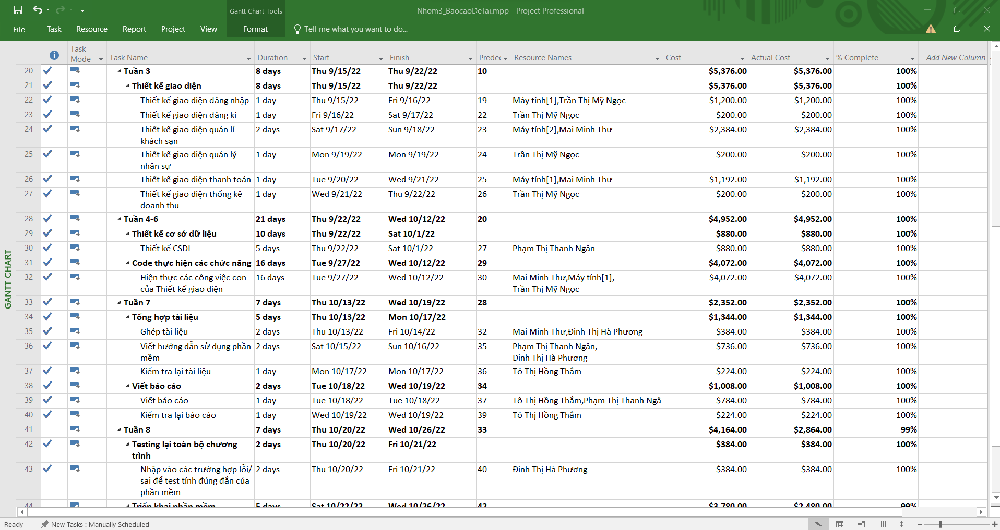 Gantt Chart Tools
Nhom3_BaocaoDeTai.mpp - Project Professional
File Task Resource Report Project View Format Tell me what you want to do...
Task Mode Task Name Duration Start Finish Predec Resource Names Cost Actual Cost % Complete Add New Column
20 Tuần 3 8 days Thu 9/15/22 Thu 9/22/22 10 $5,376.00 $5,376.00 100%
21 Thiết kế giao diện 8 days Thu 9/15/22 Thu 9/22/22 $5,376.00 $5,376.00 100%
22 Thiết kế giao diện đăng nhập 1 day Thu 9/15/22 Fri 9/16/22 19 Máy tính[1],Trần Thị Mỹ Ngọc $1,200.00 $1,200.00 100%
23 Thiết kế giao diện đăng kí 1 day Fri 9/16/22 Sat 9/17/22 22 Trần Thị Mỹ Ngọc $200.00 $200.00 100%
24 Thiết kế giao diện quản lí 2 days Sat 9/17/22 Sun 9/18/22 23 Máy tính[2],Mai Minh Thư $2,384.00 $2,384.00 100%
khách sạn
25 Thiết kế giao diện quản lý 1 day Mon 9/19/22 Mon 9/19/22 24 Trần Thị Mỹ Ngọc $200.00 $200.00 100%
nhân sự
26 Thiết kế giao diện thanh toán 1 day Tue 9/20/22 Wed 9/21/22 25 Máy tính[1],Mai Minh Thư $1,192.00 $1,192.00 100%
27 Thiết kế giao diện thống kê 1 day Wed 9/21/22 Thu 9/22/22 26 Trần Thị Mỹ Ngọc $200.00 $200.00 100%
doanh thu
28 Tuần 4-6 21 days Thu 9/22/22 Wed 10/12/22 20 $4,952.00 $4,952.00 100%
29 Thiết kế cơ sở dữ liệu 10 days Thu 9/22/22 Sat 10/1/22 $880.00 $880.00 100%
30 Thiết kế CSDL 5 days Thu 9/22/22 Sat 10/1/22 27 Phạm Thị Thanh Ngân $880.00 $880.00 100%
31 Code thực hiện các chức năng 16 days Tue 9/27/22 Wed 10/12/22 29 $4,072.00 $4,072.00 100%
32 Hiện thực các công việc con 16 days Tue 9/27/22 Wed 10/12/22 30 Mai Minh Thư,Máy tính[1], $4,072.00 $4,072.00 100%
của Thiết kế giao diện Trần Thị Mỹ Ngọc
33 Tuần 7 7 days Thu 10/13/22 Wed 10/19/22 28 $2,352.00 $2,352.00 100%
34 Tổng hợp tài liệu 5 days Thu 10/13/22 Mon 10/17/22 $1,344.00 $1,344.00 100%
35 Ghép tài liệu 2 days Thu 10/13/22 Fri 10/14/22 32 Mai Minh Thư,Đinh Thị Hà Phương $384.00 $384.00 100%
36 Viết hướng dẫn sử dụng phần 2 days Sat 10/15/22 Sun 10/16/22 35 Phạm Thị Thanh Ngân, $736.00 $736.00 100%
mềm Đinh Thị Hà Phương
37 Kiểm tra lại tài liệu 1 day Mon 10/17/22 Mon 10/17/22 36 Tô Thị Hồng Thắm $224.00 $224.00 100%
38 Viết báo cáo 2 days Tue 10/18/22 Wed 10/19/22 34 $1,008.00 $1,008.00 100%
39 Viết báo cáo 1 day Tue 10/18/22 Tue 10/18/22 37 Tô Thị Hồng Thắm,Phạm Thị Thanh Ngâ $784.00 $784.00 100%
40 Kiểm tra lại báo cáo 1 day Wed 10/19/22 Wed 10/19/22 39 Tô Thị Hồng Thắm $224.00 $224.00 100%
41 Tuần 8 7 days Thu 10/20/22 Wed 10/26/22 33 $4,164.00 $2,864.00 99%
42 Testing lại toàn bộ chương 2 days Thu 10/20/22 Fri 10/21/22 $384.00 $384.00 100%
trình
43 Nhập vào các trường hợp lỗi/ 2 days Thu 10/20/22 Fri 10/21/22 40 Đinh Thị Hà Phương $384.00 $384.00 100%
sai để test tính đúng đắn của
phần mềm
44 Triển khai phần mềm 5 days Sat 10/22/22 Wed 10/26/22 42 $3,780.00 $2,480.00 99%
GANTT CHART
Ready New Tasks : Manually Scheduled